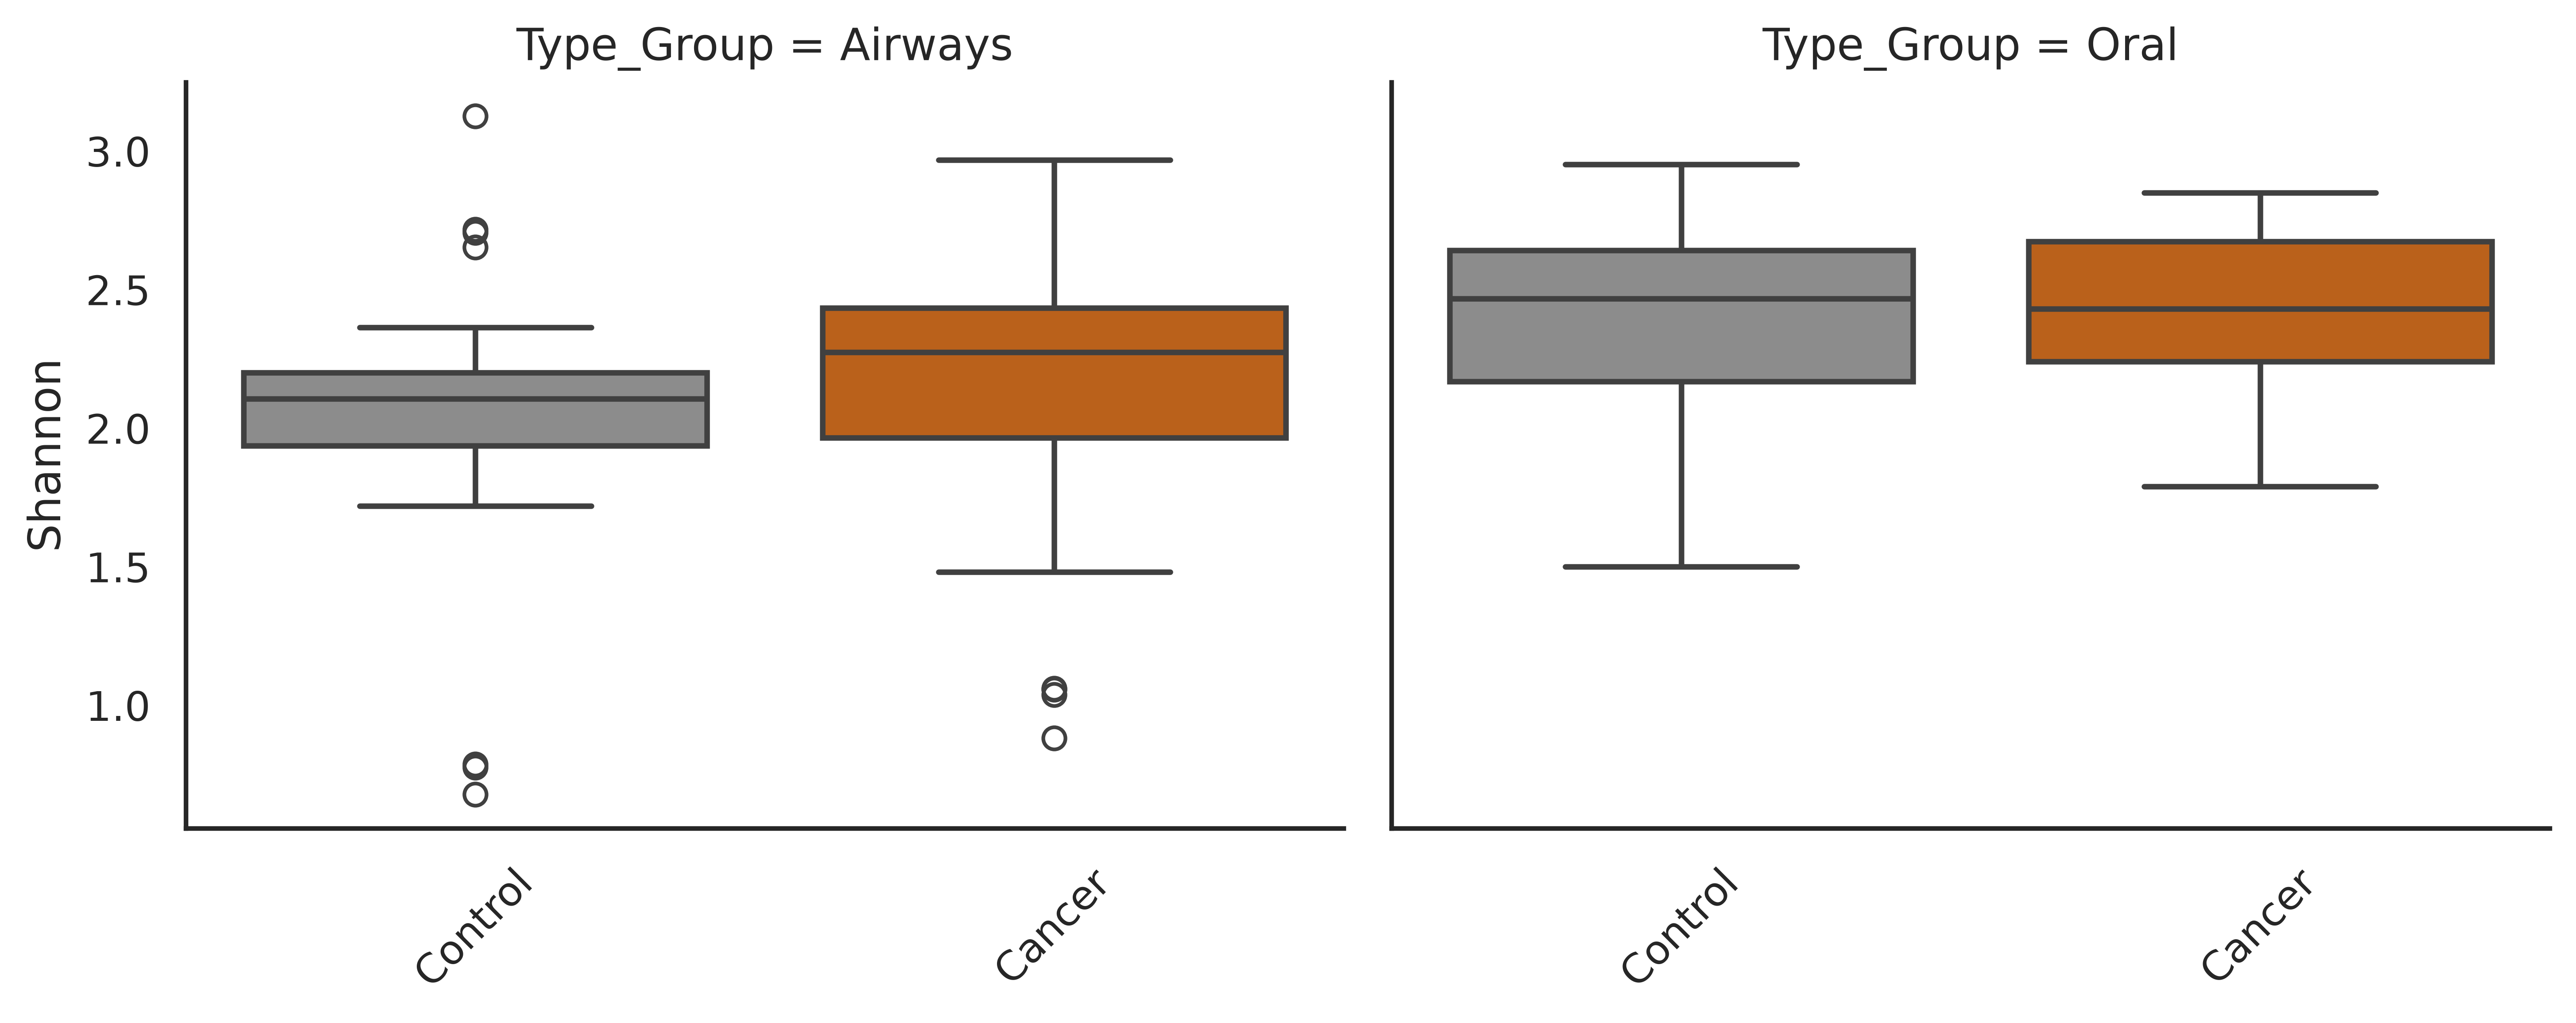 Type_Group = Airways
Type_Group = Oral
Shannon
3.0
2.5
2.0
1.5
1.0
Control
Cancer
Control
Cancer